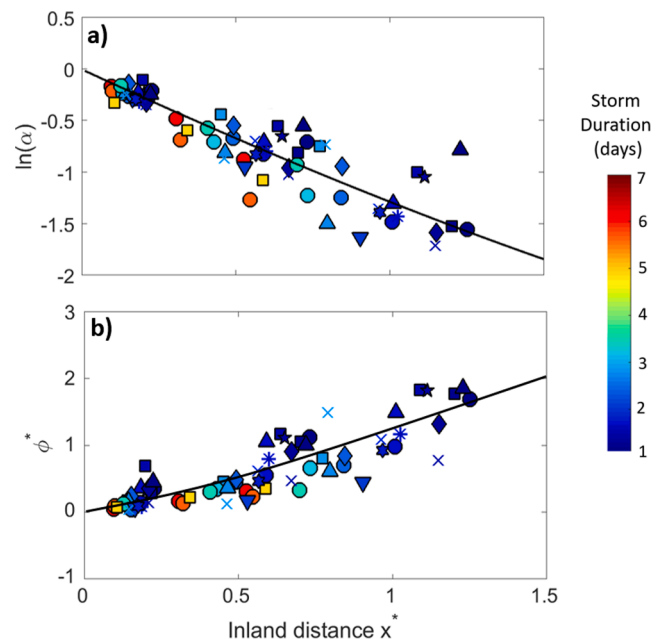 a)
0.5
0
-0.5
-1
-1.5
-2
ln(α)
b)
3
2
1
0
-1
ϕ*
0
0.5
1
1.5
Inland distance x*
Storm
Duration
(days)
7
6
5
4
3
2
1